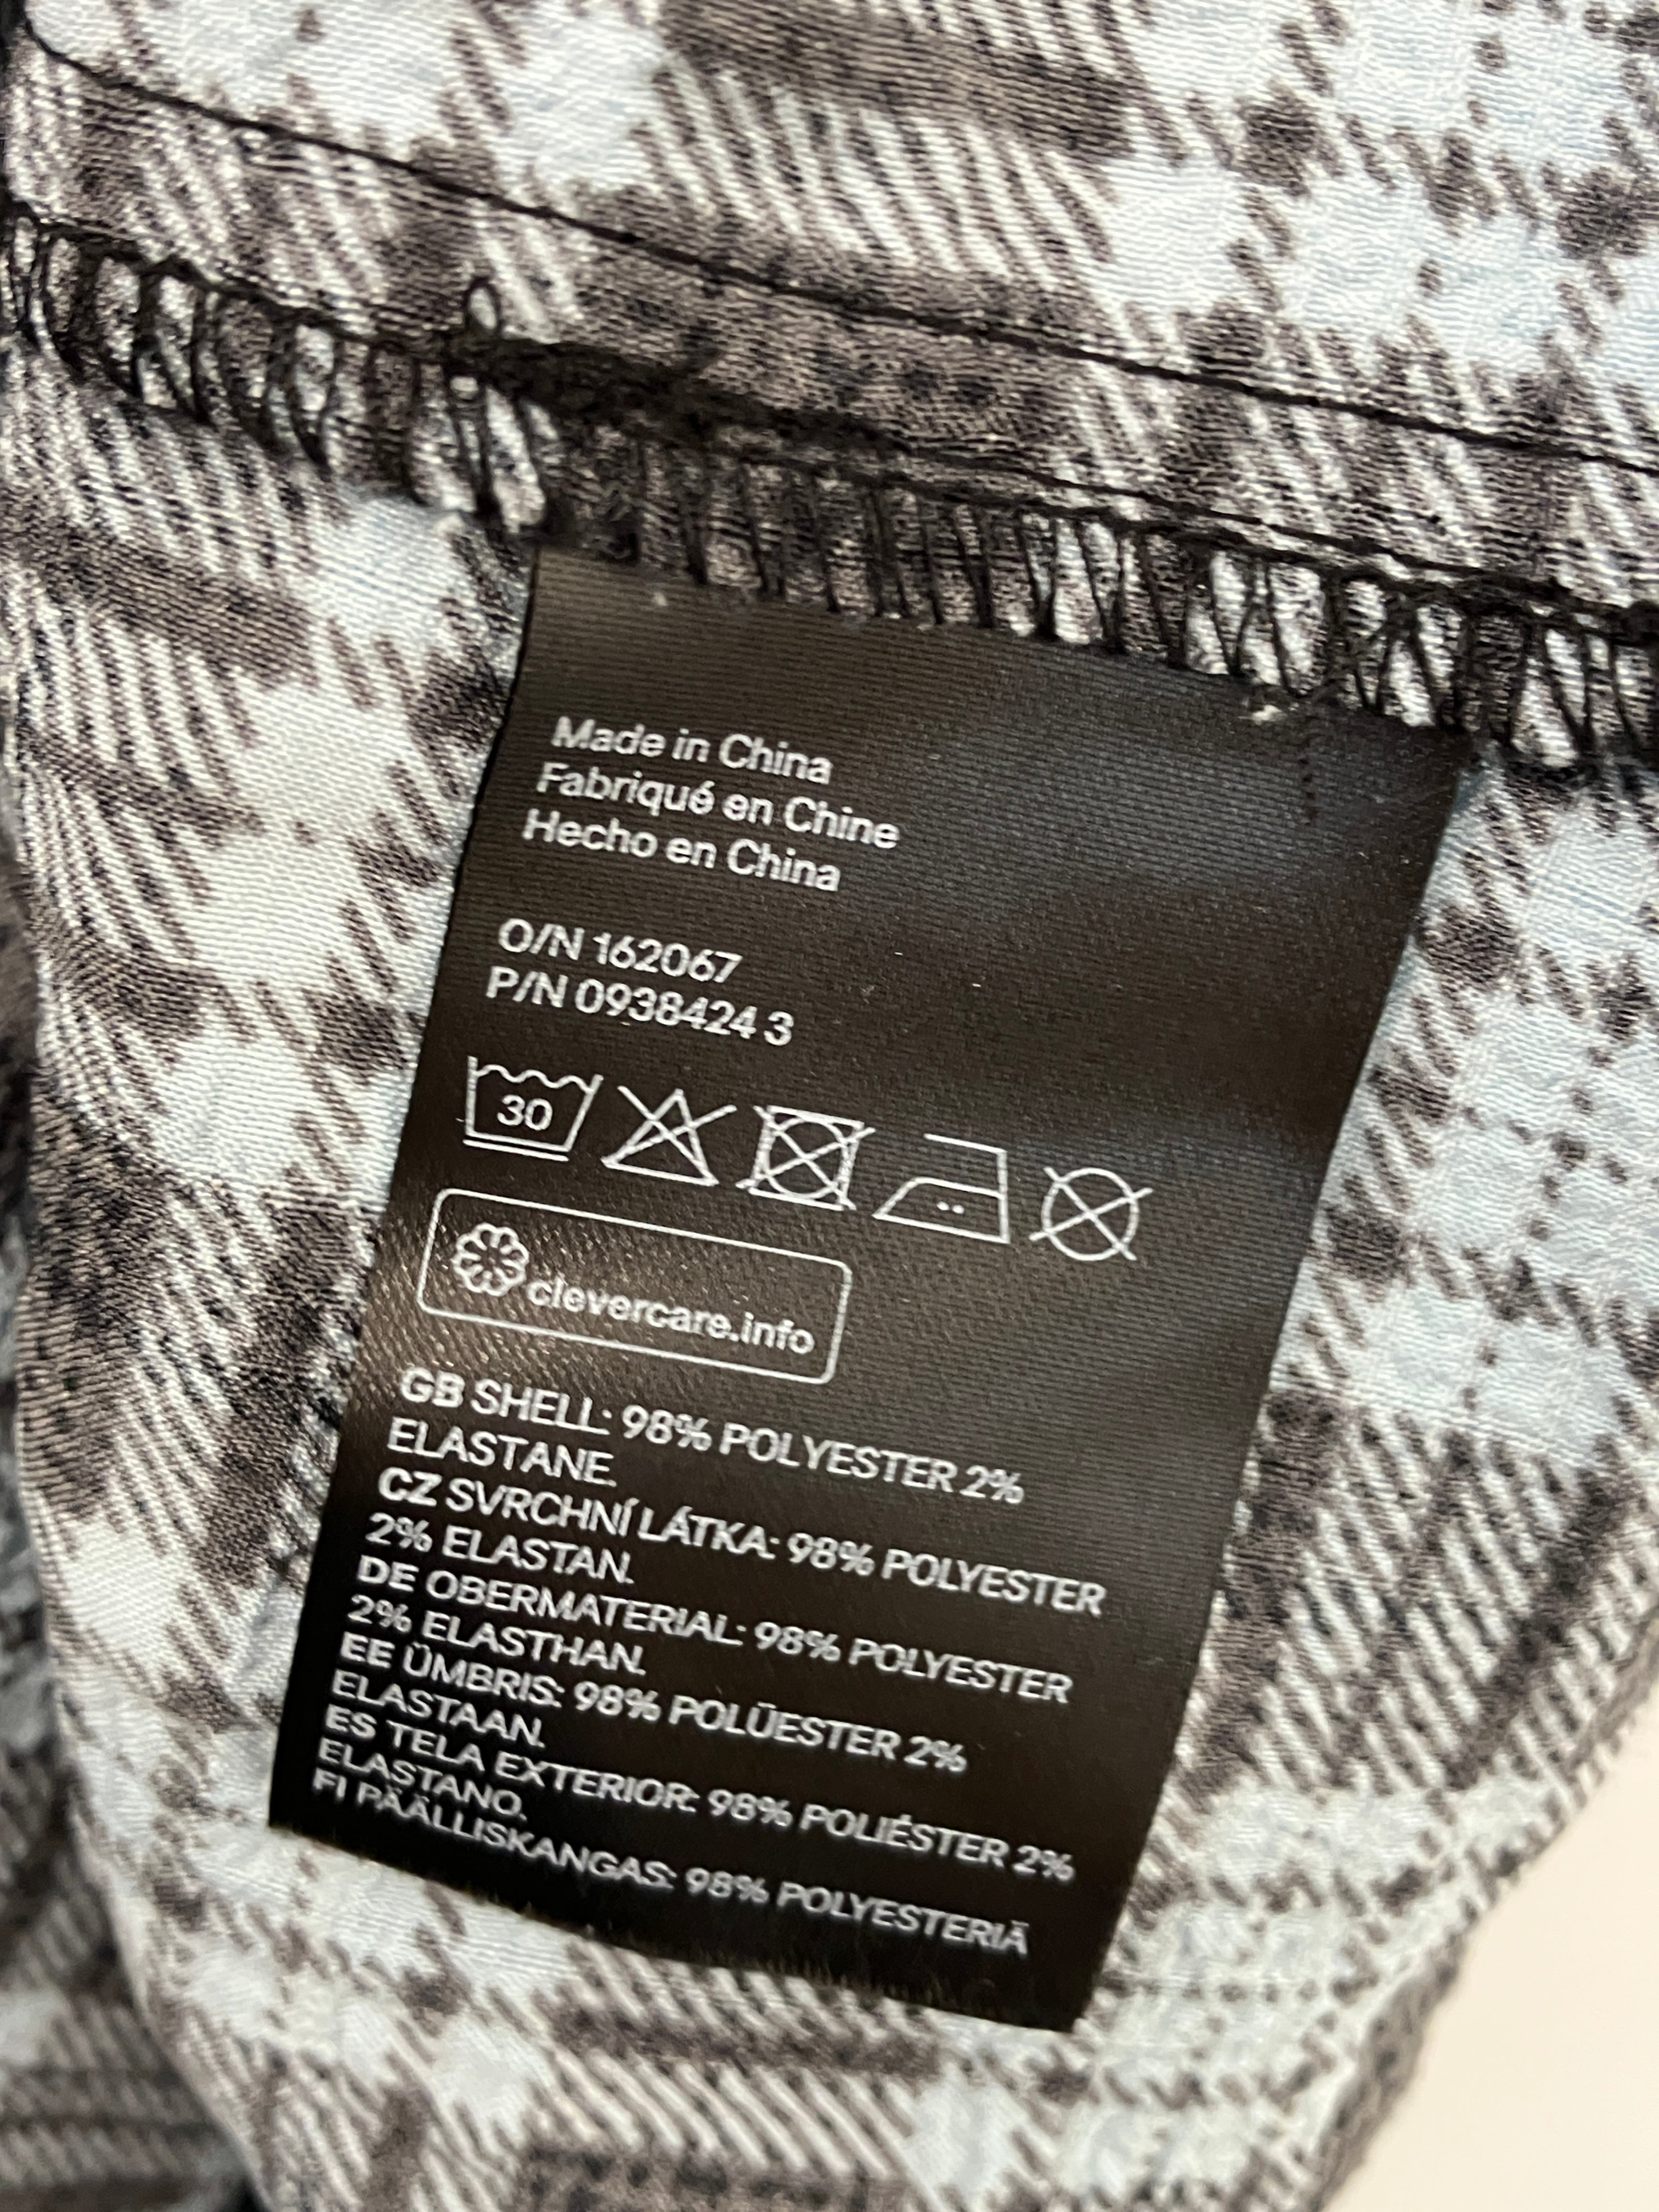 Made in China
Fabriqué en Chine
Hecho en China
O/N 162067
P/N 0938424 3
30
clevercare.info
GB SHELL: 98% POLYESTER 2%
ELASTANE.
CZ SVRCHNÍ LÁTKA: 98% POLYESTER
2% ELASTAN.
DE OBERMATERIAL: 98% POLYESTER
2% ELASTHAN.
EE ÜMBRIS: 98% POLÜESTER 2%
ELASTAAN.
ES TELA EXTERIOR: 98% POLIÉSTER 2%
ELASTANO.
FI PÄÄLLISKANGAS: 98% POLYESTERIÄ